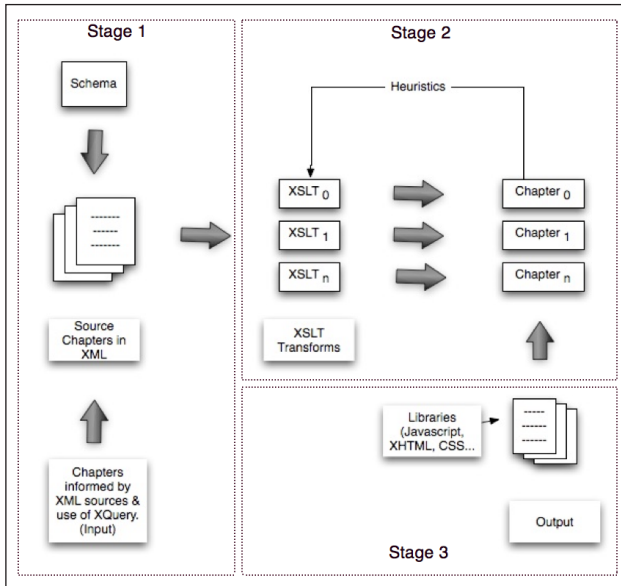 Stage 1
Schema
Source
Chapters in
XML
Chapters
informed by
XML sources &
use of XQuery.
(Input)
Stage 2
Heuristics
XSLT 0
Chapter 0
XSLT 1
Chapter 1
XSLT n
Chapter n
XSLT
Transforms
Libraries
(Javascript,
XHTML, CSS...
Output
Stage 3